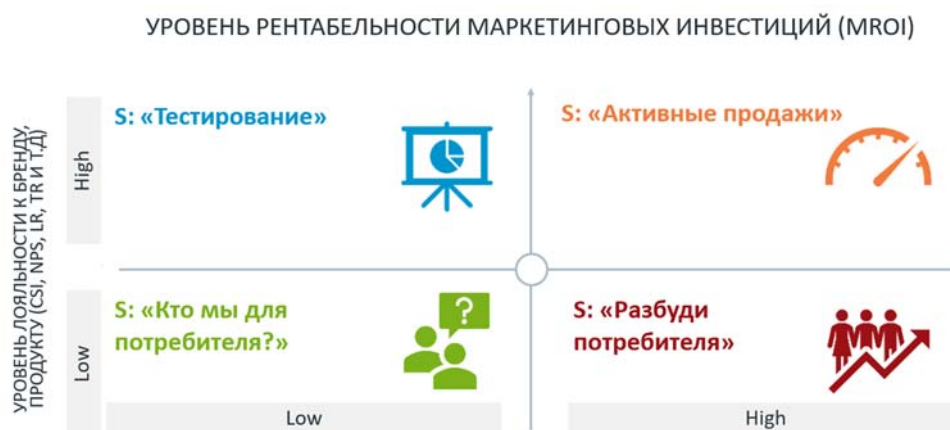 УРОВЕНЬ РЕНТАБЕЛЬНОСТИ МАРКЕТИНГОВЫХ ИНВЕСТИЦИЙ (MROI)
УРОВЕНЬ ЛОЯЛЬНОСТИ К БРЕНДУ,
ПРОДУКТУ (CSI, NPS, LR, TR И Т.Д)
High
S: «Тестирование»
S: «Активные продажи»
Low
S: «Кто мы для
потребителя?»
?
S: «Разбуди
потребителя»
Low
High